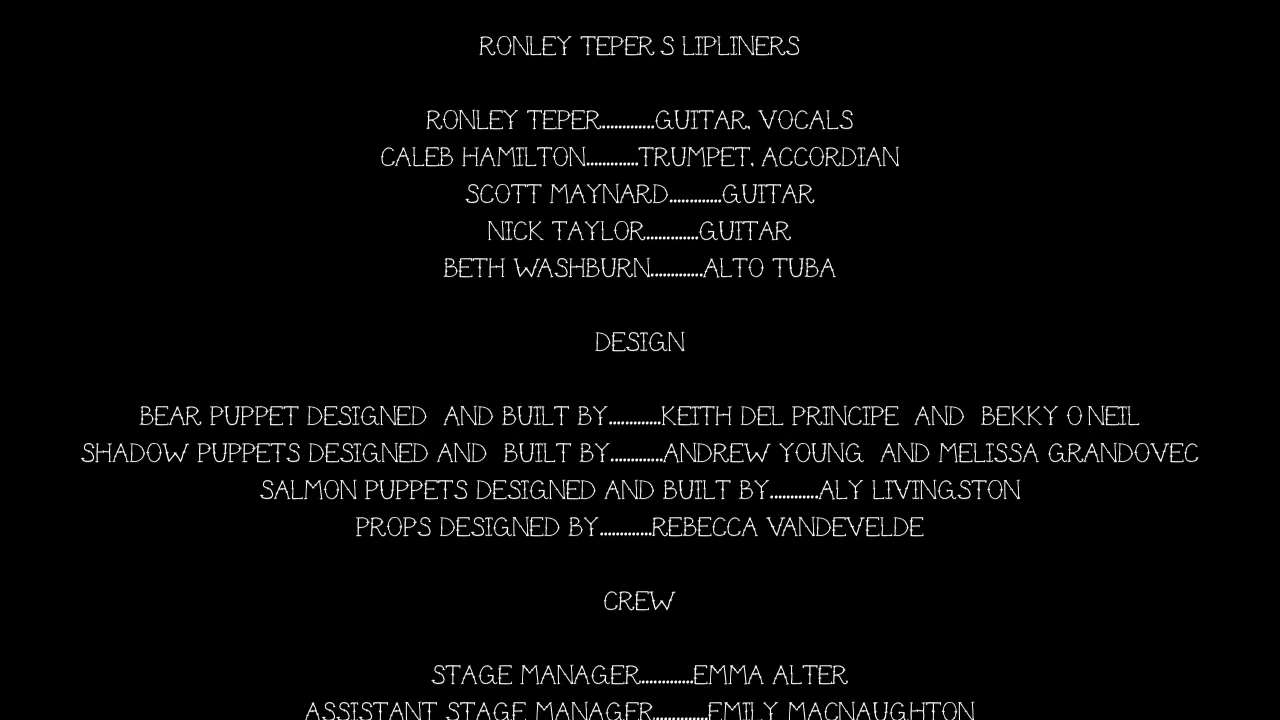 RONLEY TEPER S LIPLINERS
RONLEY TEPER.............GUITAR, VOCALS
CALEB HAMILTON.............TRUMPET, ACCORDIAN
SCOTT MAYNARD.............GUITAR
NICK TAYLOR.............GUITAR
BETH WASHBURN.............ALTO TUBA
DESIGN
BEAR PUPPET DESIGNED  AND BUILT BY.............KEITH DEL PRINCIPE  AND  BEKKY O NEIL
SHADOW PUPPETS DESIGNED AND  BUILT BY.............ANDREW YOUNG  AND MELISSA GRANDOVEC
SALMON PUPPETS DESIGNED AND BUILT BY............ALY LIVINGSTON
PROPS DESIGNED BY.............REBECCA VANDEVELDE
CREW
STAGE MANAGER.............EMMA ALTER
ASSISTANT STAGE MANAGER..............EMILY MACNAUGHTON